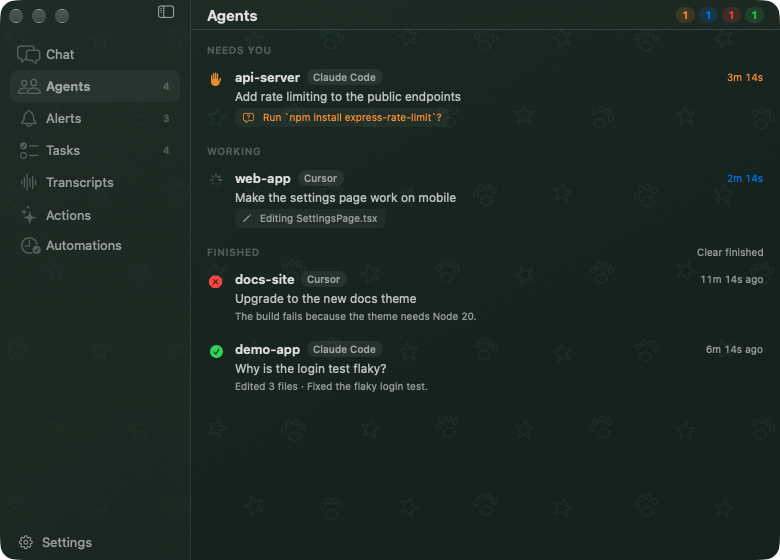 Agents
1 1 1 1
Chat
Agents 4
Alerts 3
Tasks 4
Transcripts
Actions
Automations
Settings
NEEDS YOU
api-server Claude Code 3m 14s
Add rate limiting to the public endpoints
Run `npm install express-rate-limit`?
WORKING
web-app Cursor 2m 14s
Make the settings page work on mobile
Editing SettingsPage.tsx
FINISHED Clear finished
docs-site Cursor 11m 14s ago
Upgrade to the new docs theme
The build fails because the theme needs Node 20.
demo-app Claude Code 6m 14s ago
Why is the login test flaky?
Edited 3 files · Fixed the flaky login test.